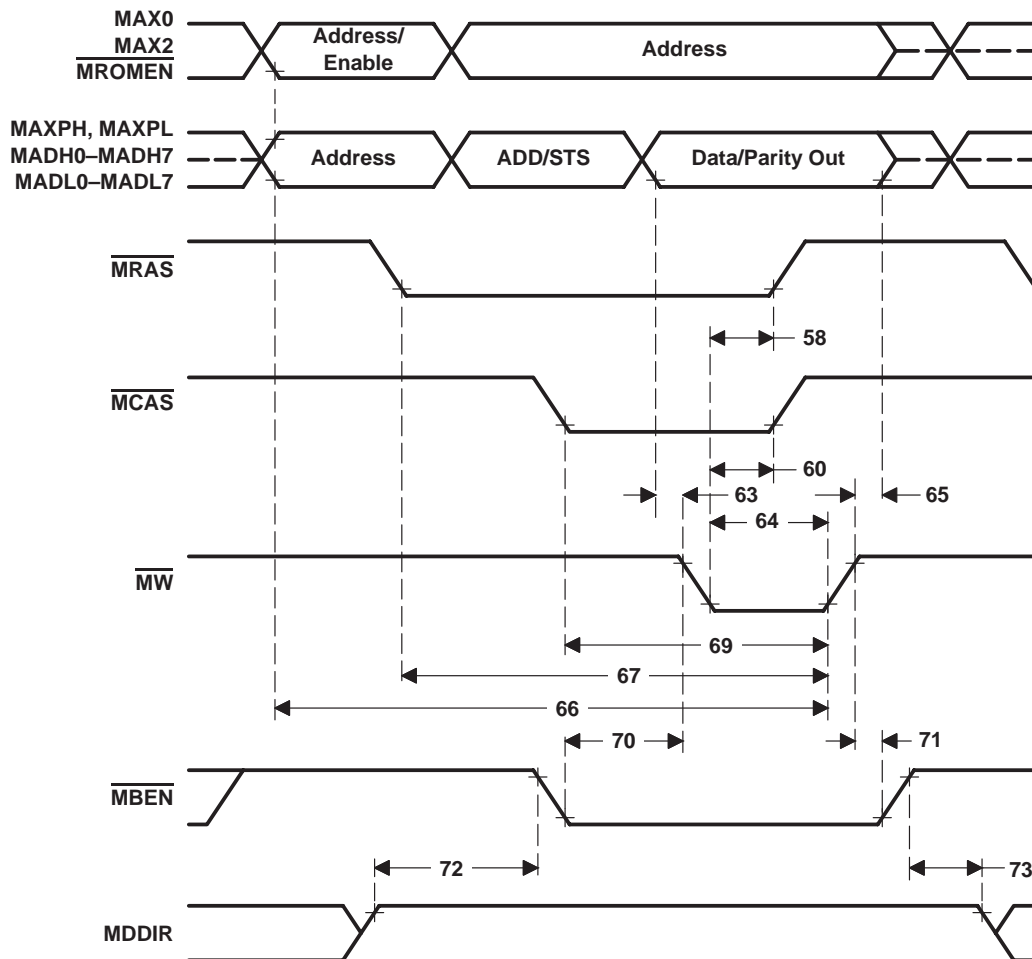 MAX0
MAX2
MROMEN
Address/
Enable
Address
MAXPH, MAXPL
MADH0–MADH7
MADL0–MADL7
Address
ADD/STS
Data/Parity Out
MRAS
58
MCAS
60
63
65
64
MW
69
67
66
70
71
MBEN
72
73
MDDIR